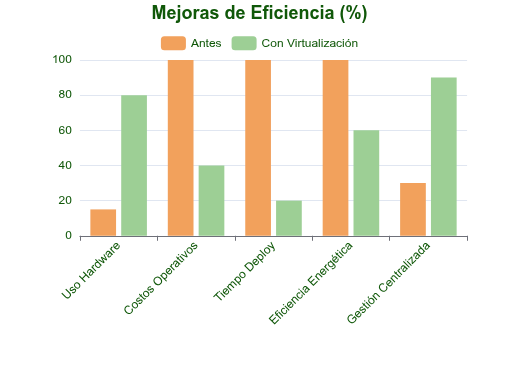 Mejoras de Eficiencia (%)
Antes
Con Virtualización
100
80
60
40
20
0
Uso Hardware
Costos Operativos
Tiempo Deploy
Eficiencia Energética
Gestión Centralizada